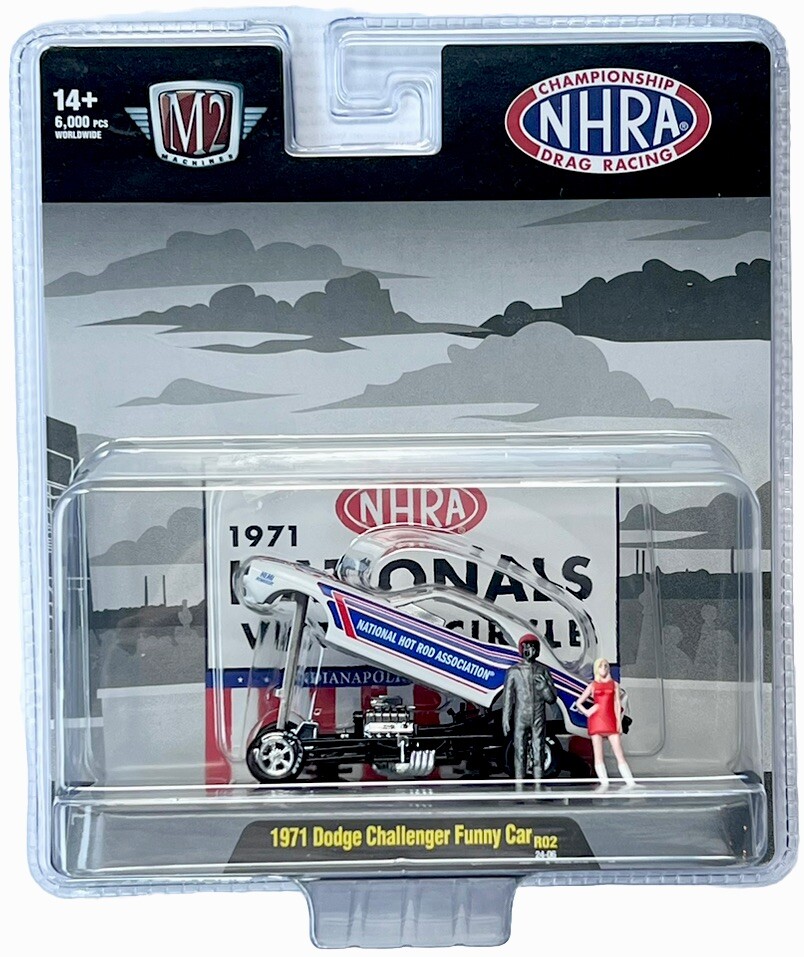 14+
6,000 PCS
WORLDWIDE
M2
MACHINES
CHAMPIONSHIP
NHRA®
DRAG RACING
NHRA
1971
NATIONALS
CIRCLE
NATIONAL HOT ROD ASSOCIATION®
1971 Dodge Challenger Funny Car R02
24-06